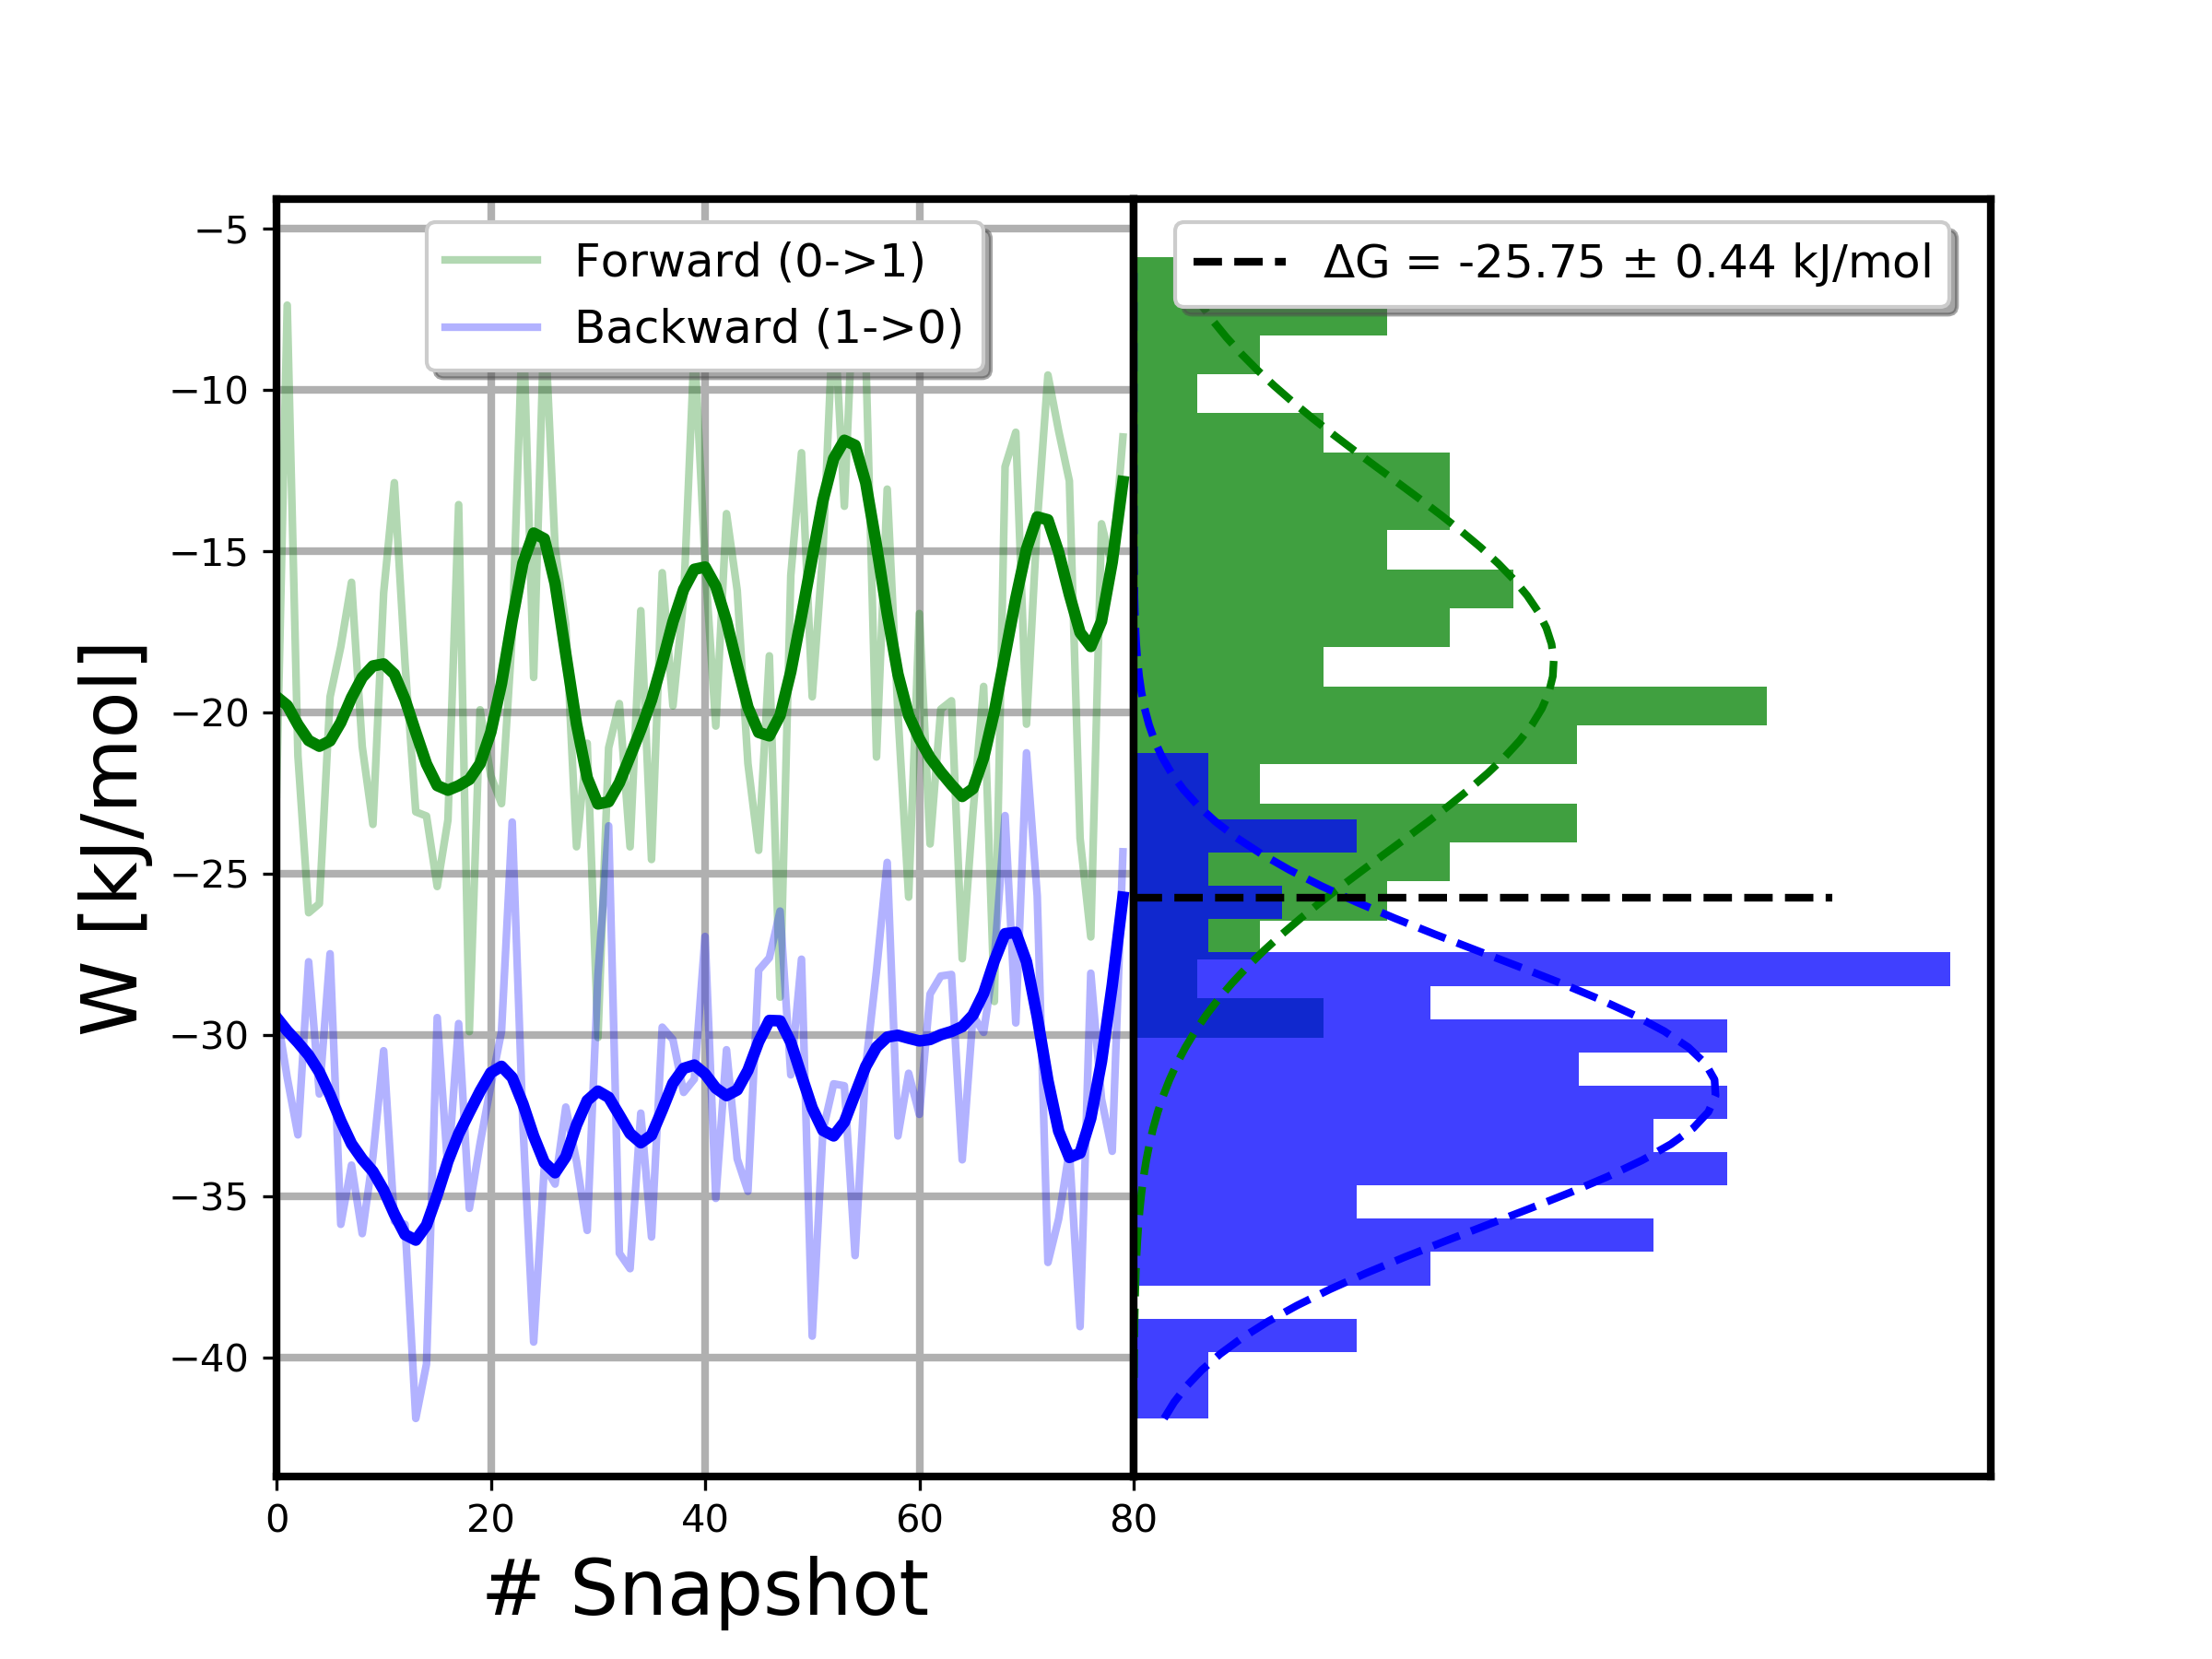 Forward (0->1)
Backward (1->0)
ΔG = -25.75 ± 0.44 kJ/mol
W [kJ/mol]
−5
−10
−15
−20
−25
−30
−35
−40
0 20 40 60 80
# Snapshot